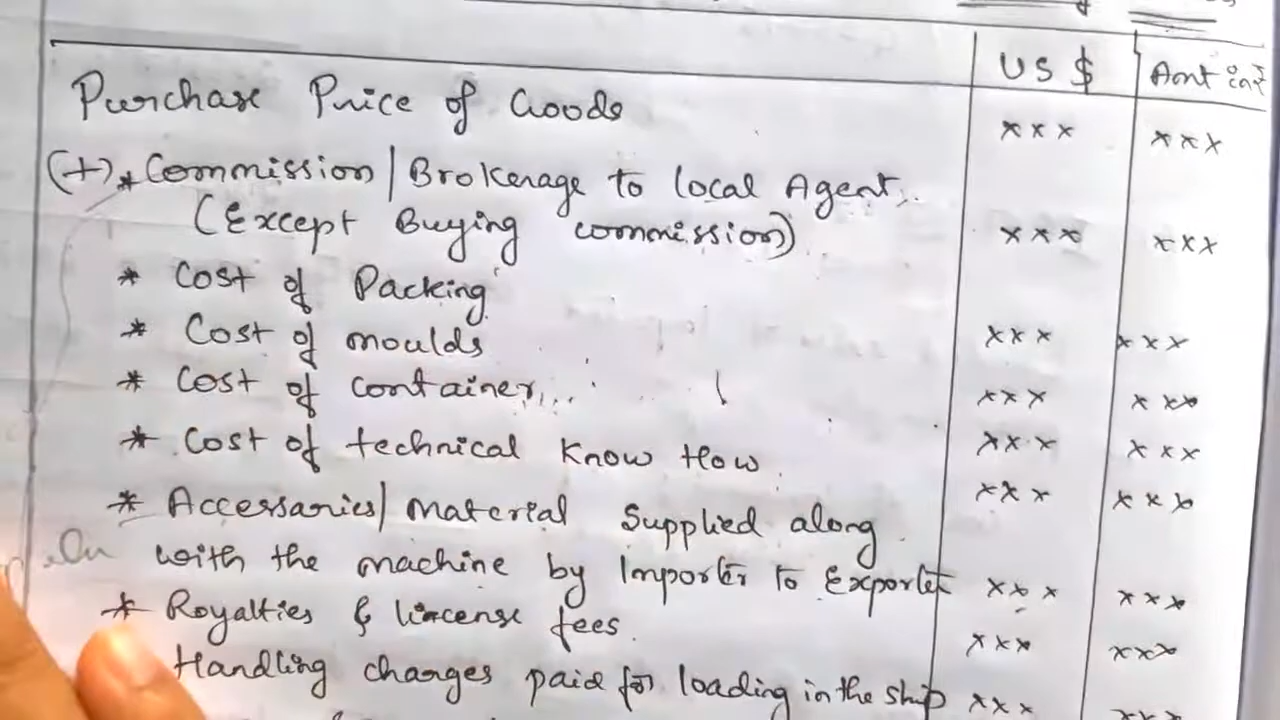 US $ Amt in ₹
Purchase Price of Goods xxx xxx
(+) * Commission / Brokerage to local Agent
(Except Buying commission) xxx xxx
* Cost of Packing
* Cost of moulds xxx xxx
* Cost of container xxx xxx
* Cost of technical Know How xxx xxx
* Accessaries/ Material Supplied along xxx xxx
with the machine by Importer to Exporter xxx xxx
* Royalties & lincense fees. xxx xxx
Handling charges paid for loading in the ship xxx xxx